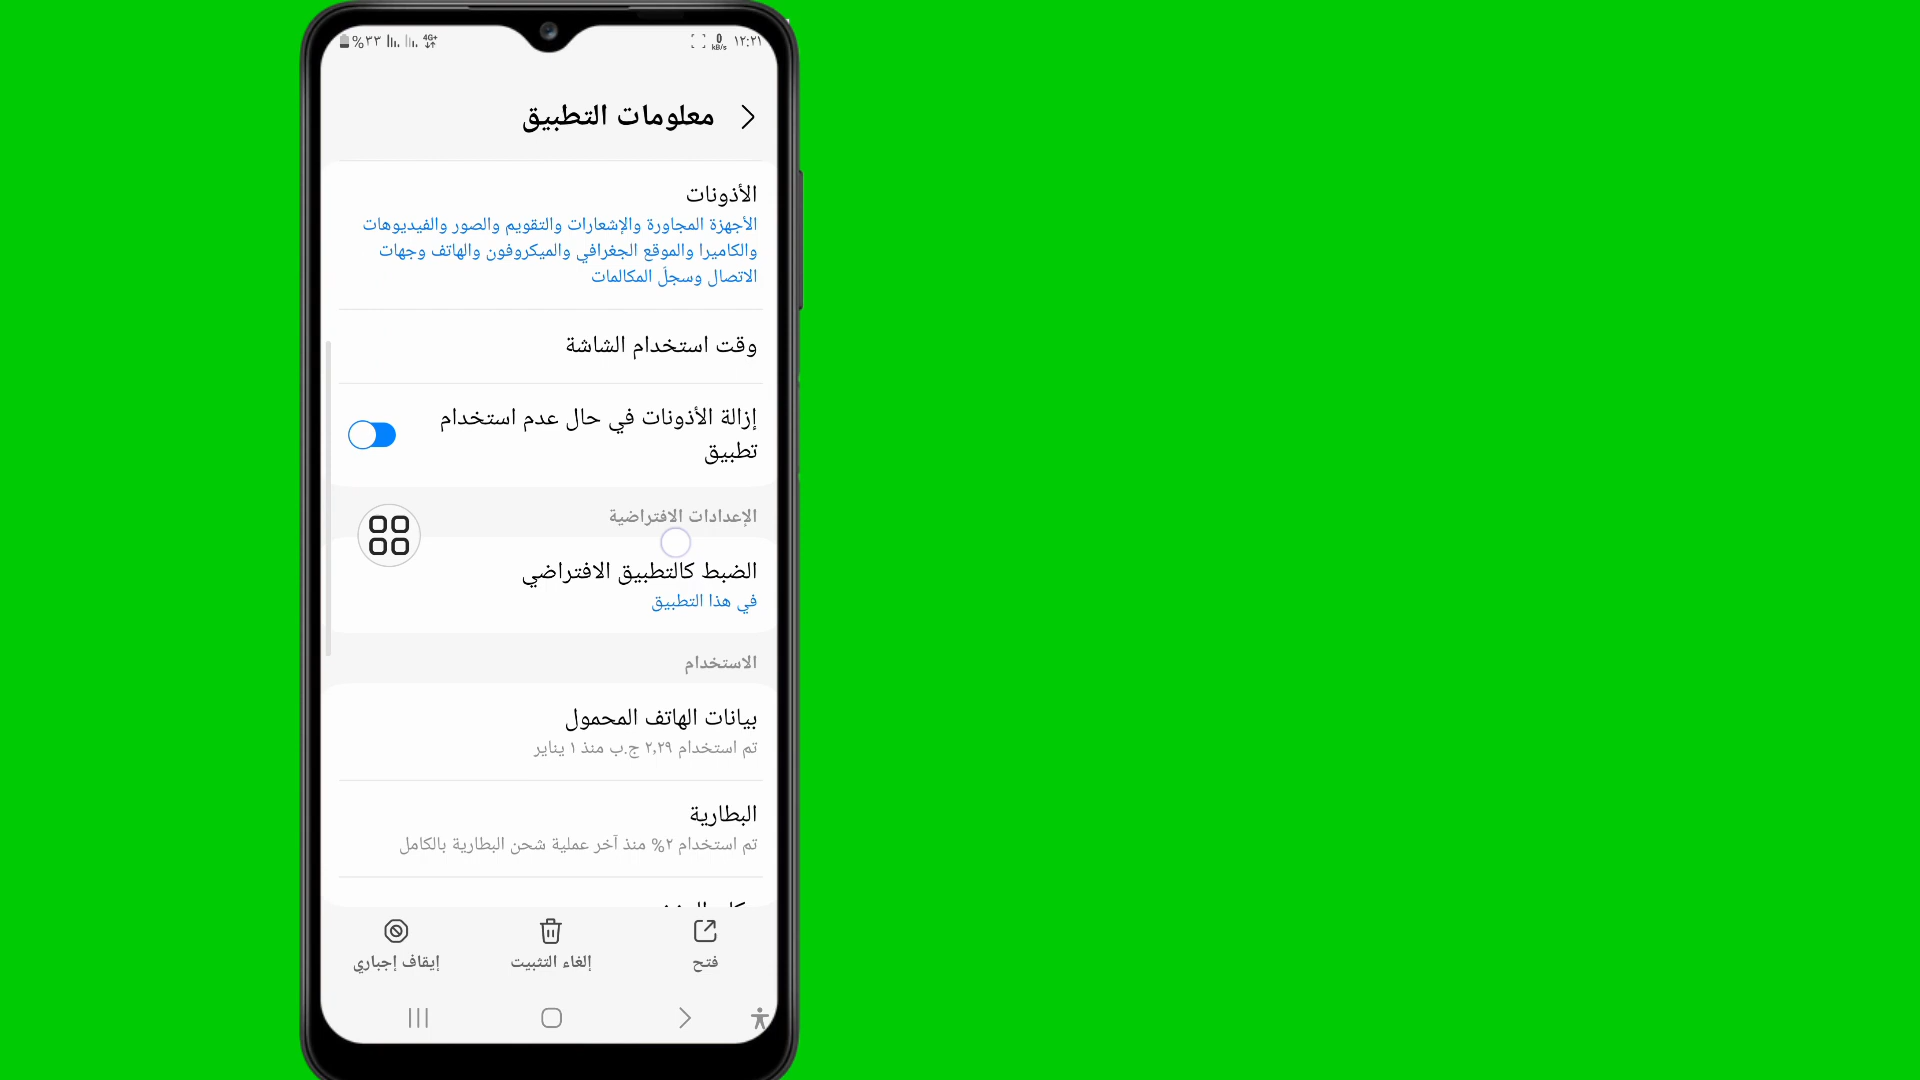 ١٢:٢١ 0 kB/s 4G+ ٣٣%
معلومات التطبيق
الأذونات
الأجهزة المجاورة والإشعارات والتقويم والصور والفيديوهات
والكاميرا والموقع الجغرافي والميكروفون والهاتف وجهات
الاتصال وسجلّ المكالمات
وقت استخدام الشاشة
إزالة الأذونات في حال عدم استخدام
تطبيق
الإعدادات الافتراضية
الضبط كالتطبيق الافتراضي
في هذا التطبيق
الاستخدام
بيانات الهاتف المحمول
تم استخدام ٢,٢٩ ج.ب منذ ١ يناير
البطارية
تم استخدام ٢% منذ آخر عملية شحن البطارية بالكامل
فتح
إلغاء التثبيت
إيقاف إجباري